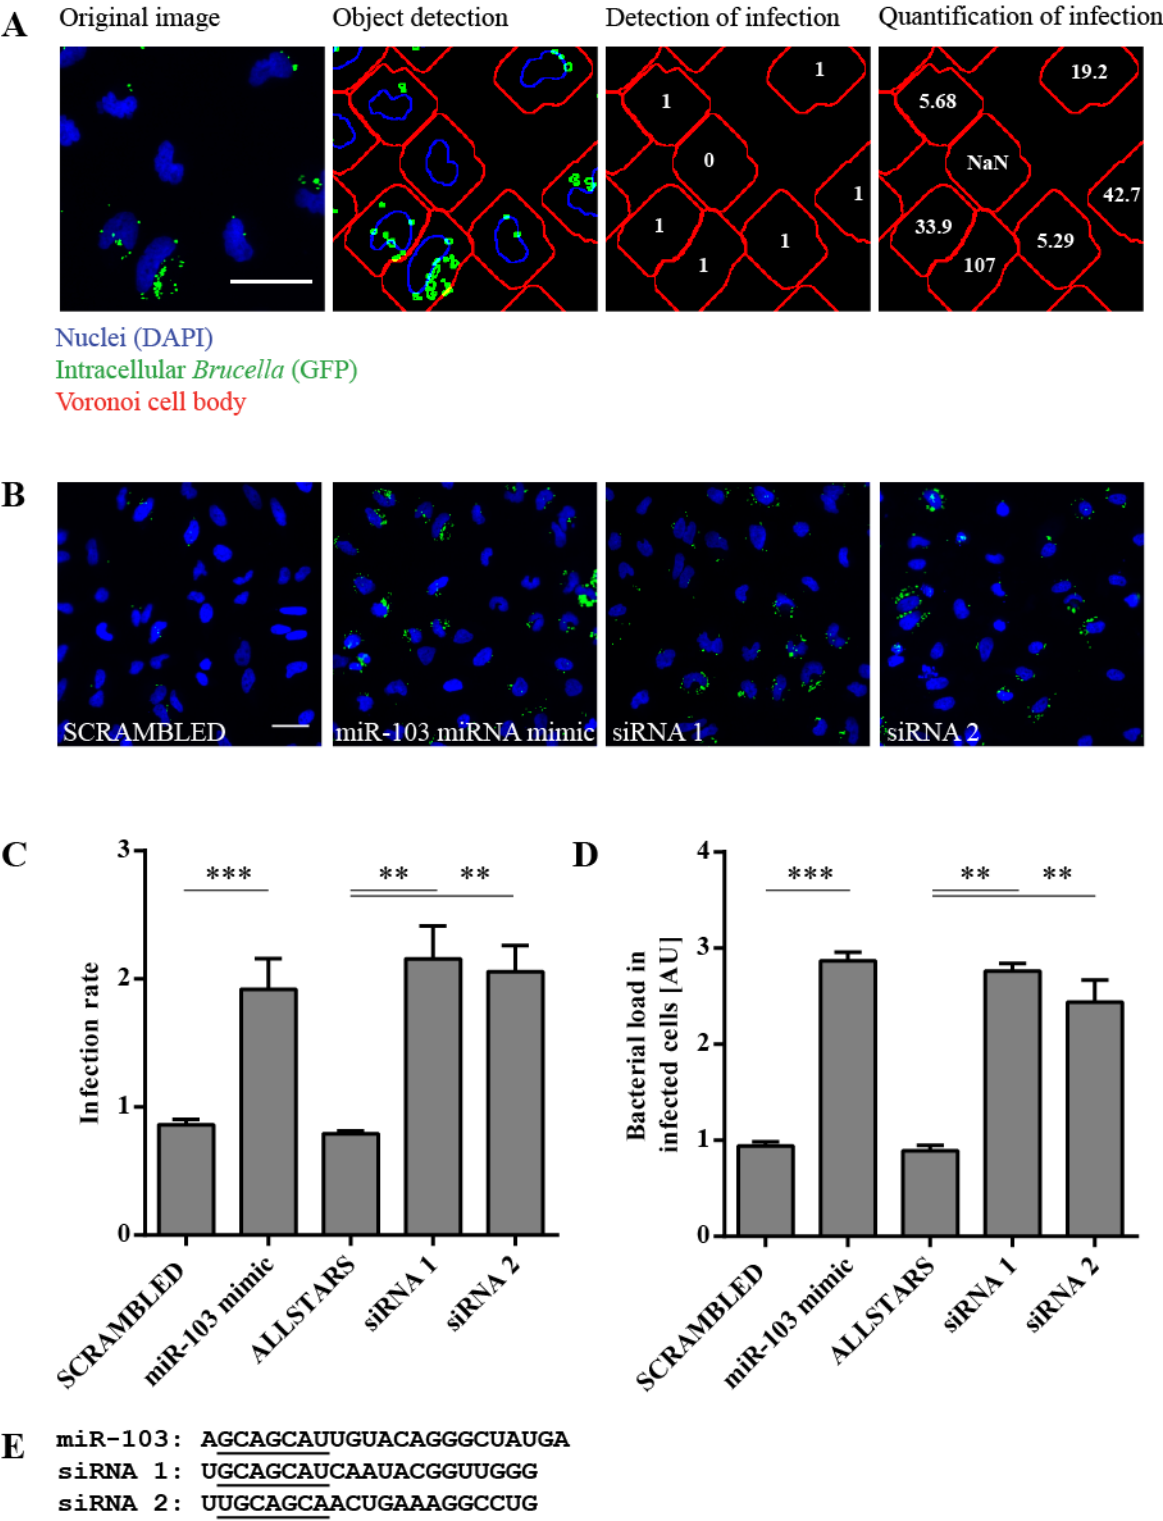 A
Original image
Object detection
Detection of infection
Quantification of infection
1
1
0
1
1
1
1
19.2
5.68
NaN
42.7
33.9
5.29
107
Nuclei (DAPI)
Intracellular Brucella (GFP)
Voronoi cell body
B
SCRAMBLED
miR-103 miRNA mimic
siRNA 1
siRNA 2
C
3
2
1
0
Infection rate
***
**
**
SCRAMBLED
miR-103 mimic
ALLSTARS
siRNA 1
siRNA 2
D
4
3
2
1
0
Bacterial load in
infected cells [AU]
***
**
**
SCRAMBLED
miR-103 mimic
ALLSTARS
siRNA 1
siRNA 2
E
miR-103: AGCAGCAUUGUACAGGGCUAUGA
siRNA 1: UGCAGCAUCAAUACGGUUGGG
siRNA 2: UUGCAGCAACUGAAAGGCCUG